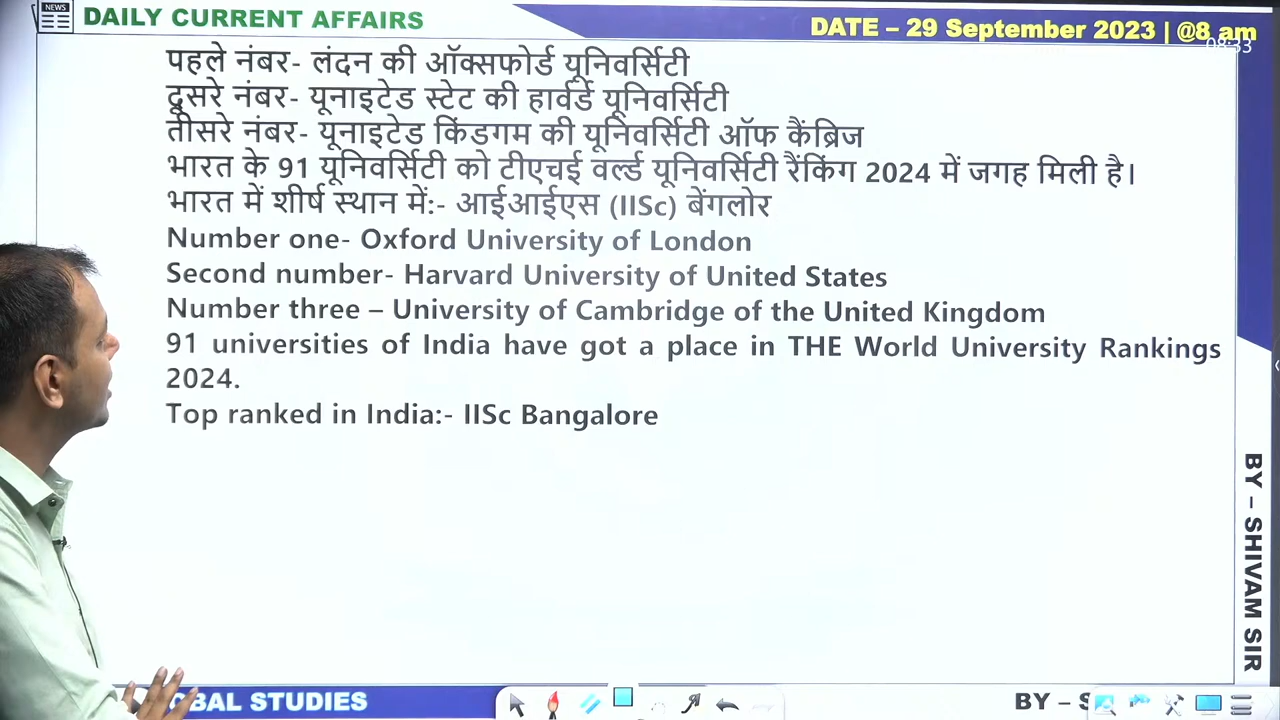 NEWS
DAILY CURRENT AFFAIRS
DATE – 29 September 2023 | @8 am
पहले नंबर- लंदन की ऑक्सफोर्ड यूनिवर्सिटी
दूसरे नंबर- यूनाइटेड स्टेट की हार्वर्ड यूनिवर्सिटी
तीसरे नंबर- यूनाइटेड किंडगम की यूनिवर्सिटी ऑफ कैंब्रिज
भारत के 91 यूनिवर्सिटी को टीएचई वर्ल्ड यूनिवर्सिटी रैंकिंग 2024 में जगह मिली है।
भारत में शीर्ष स्थान में:- आईआईएस (IISc) बेंगलोर
Number one- Oxford University of London
Second number- Harvard University of United States
Number three – University of Cambridge of the United Kingdom
91 universities of India have got a place in THE World University Rankings
2024.
Top ranked in India:- IISc Bangalore
BY – SHIVAM SIR
OBAL STUDIES
BY – S